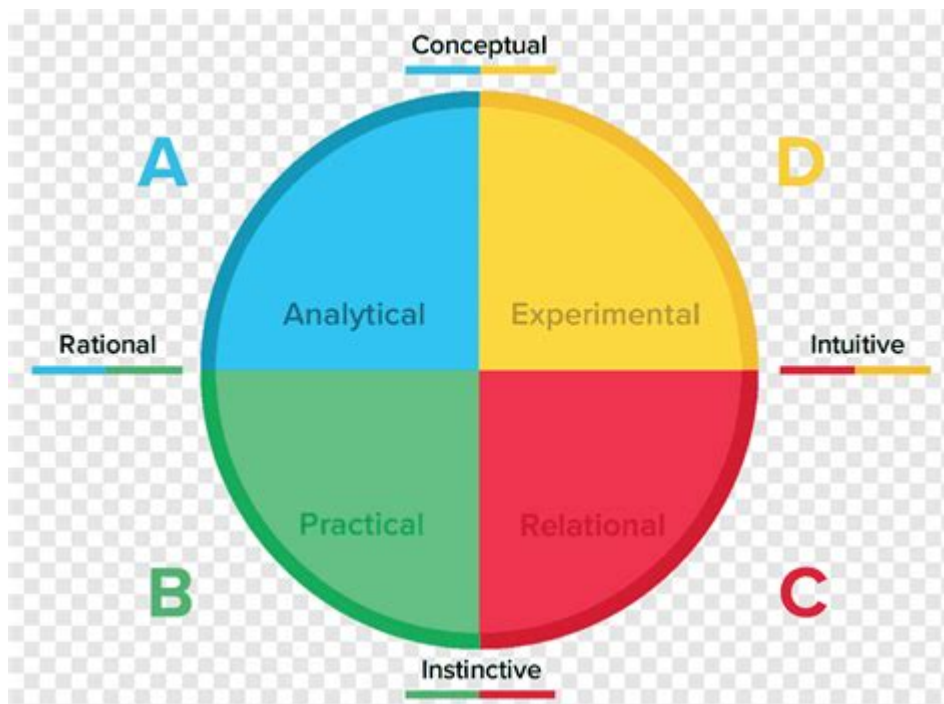 Conceptual
A
D
Analytical
Experimental
Rational
Intuitive
Practical
Relational
B
C
Instinctive